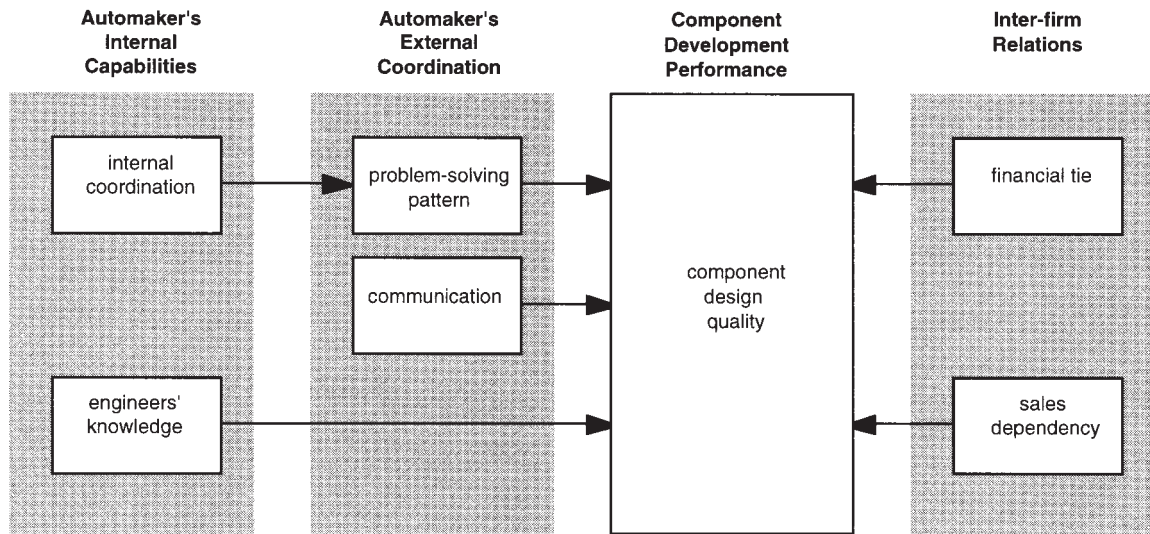 Automaker's
Internal
Capabilities
Automaker's
External
Coordination
Component
Development
Performance
Inter-firm
Relations
internal
coordination
problem-solving
pattern
communication
engineers'
knowledge
component
design
quality
financial tie
sales
dependency